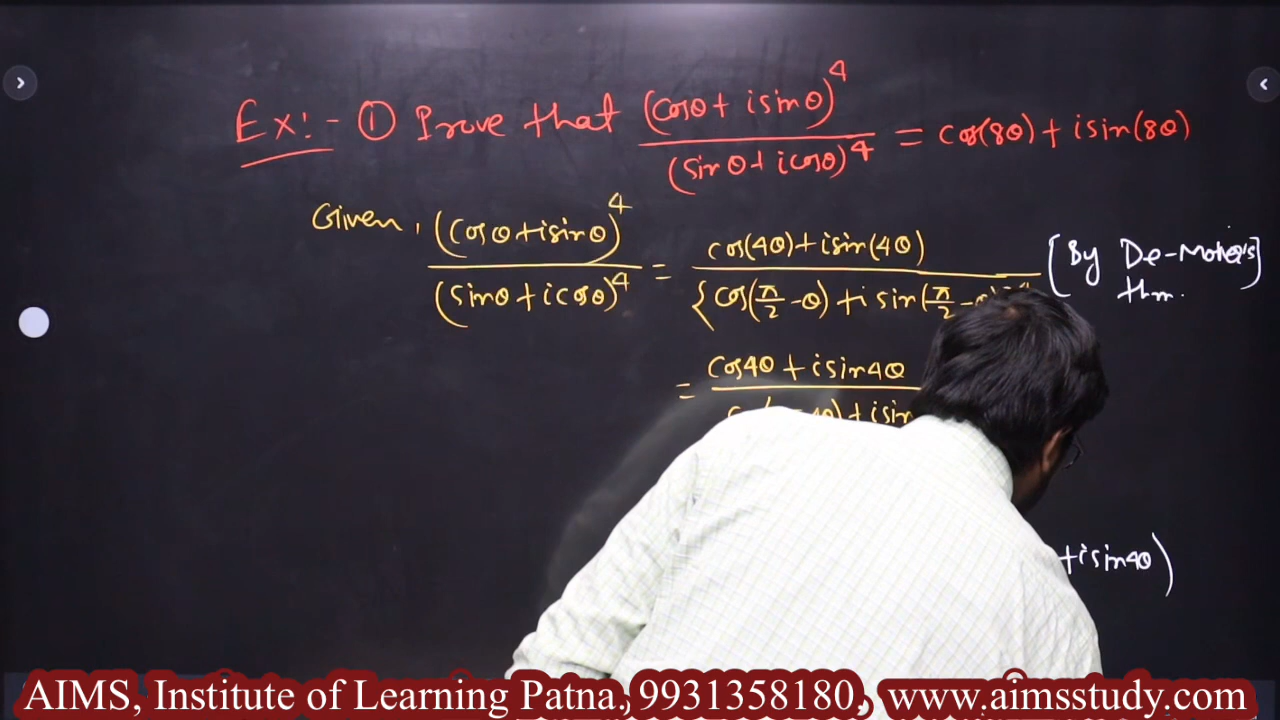 Ex:- ① Prove that (cosθ + isinθ)⁴ / (sinθ + icosθ)⁴ = cos(8θ) + isin(8θ)
Given, (cosθ + isinθ)⁴ / (sinθ + icosθ)⁴ = cos(4θ) + isin(4θ) / {cos(π/2 - θ) + i sin(π/2 - [By De-Moiver's] thm.
= cos4θ + isin4θ
+ isin
+ isin4θ)
AIMS, Institute of Learning Patna. 9931358180, www.aimsstudy.com